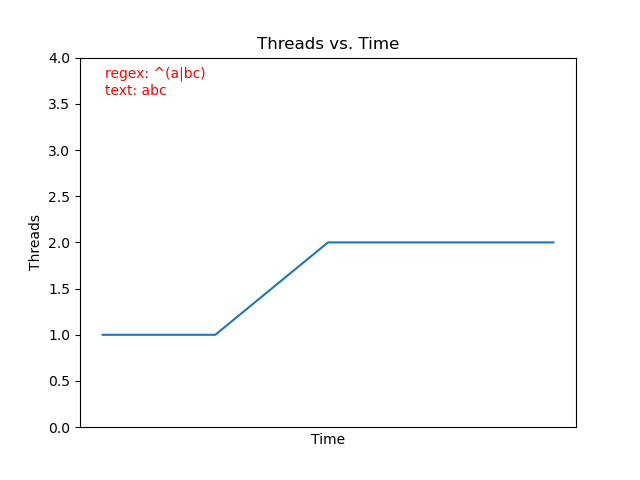 Threads vs. Time
4.0
3.5
3.0
2.5
2.0
1.5
1.0
0.5
0.0
Threads
regex: ^(a|bc)
text: abc
Time